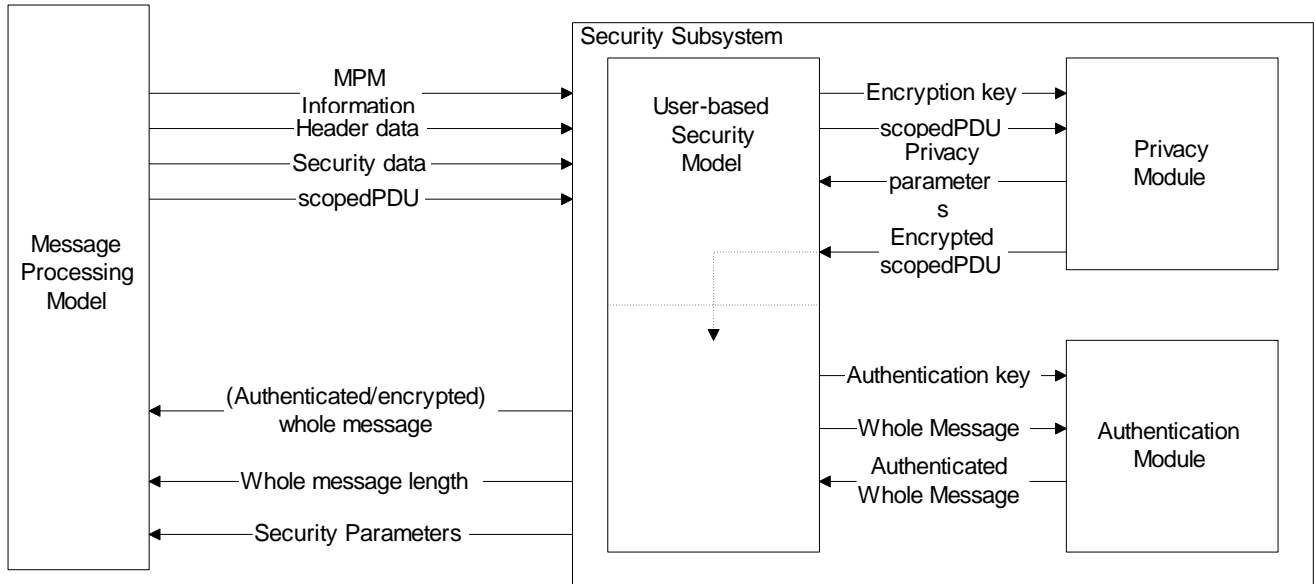 Security Subsystem
MPM
Information
Header data
Security data
scopedPDU
Message
Processing
Model
(Authenticated/encrypted)
whole message
Whole message length
Security Parameters
User-based
Security
Model
Encryption key
scopedPDU
Privacy
parameter
s
Encrypted
scopedPDU
Privacy
Module
Authentication key
Whole Message
Authenticated
Whole Message
Authentication
Module